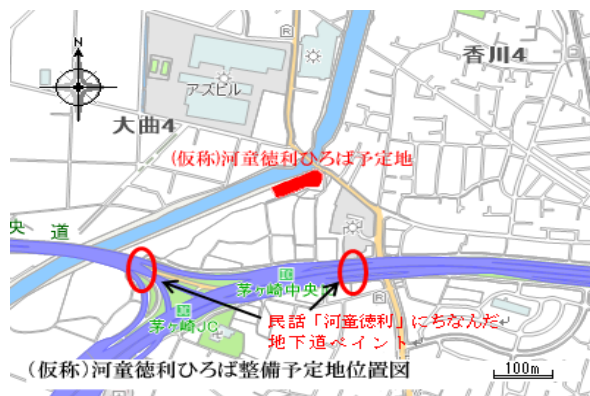 N
香川4
アズビル
大曲4
(仮称)河童徳利ひろば予定地
央道
茅ヶ崎中央
茅ヶ崎JC
民話「河童徳利」にちなんだ
地下道ペイント
(仮称)河童徳利ひろば整備予定地位置図
100m